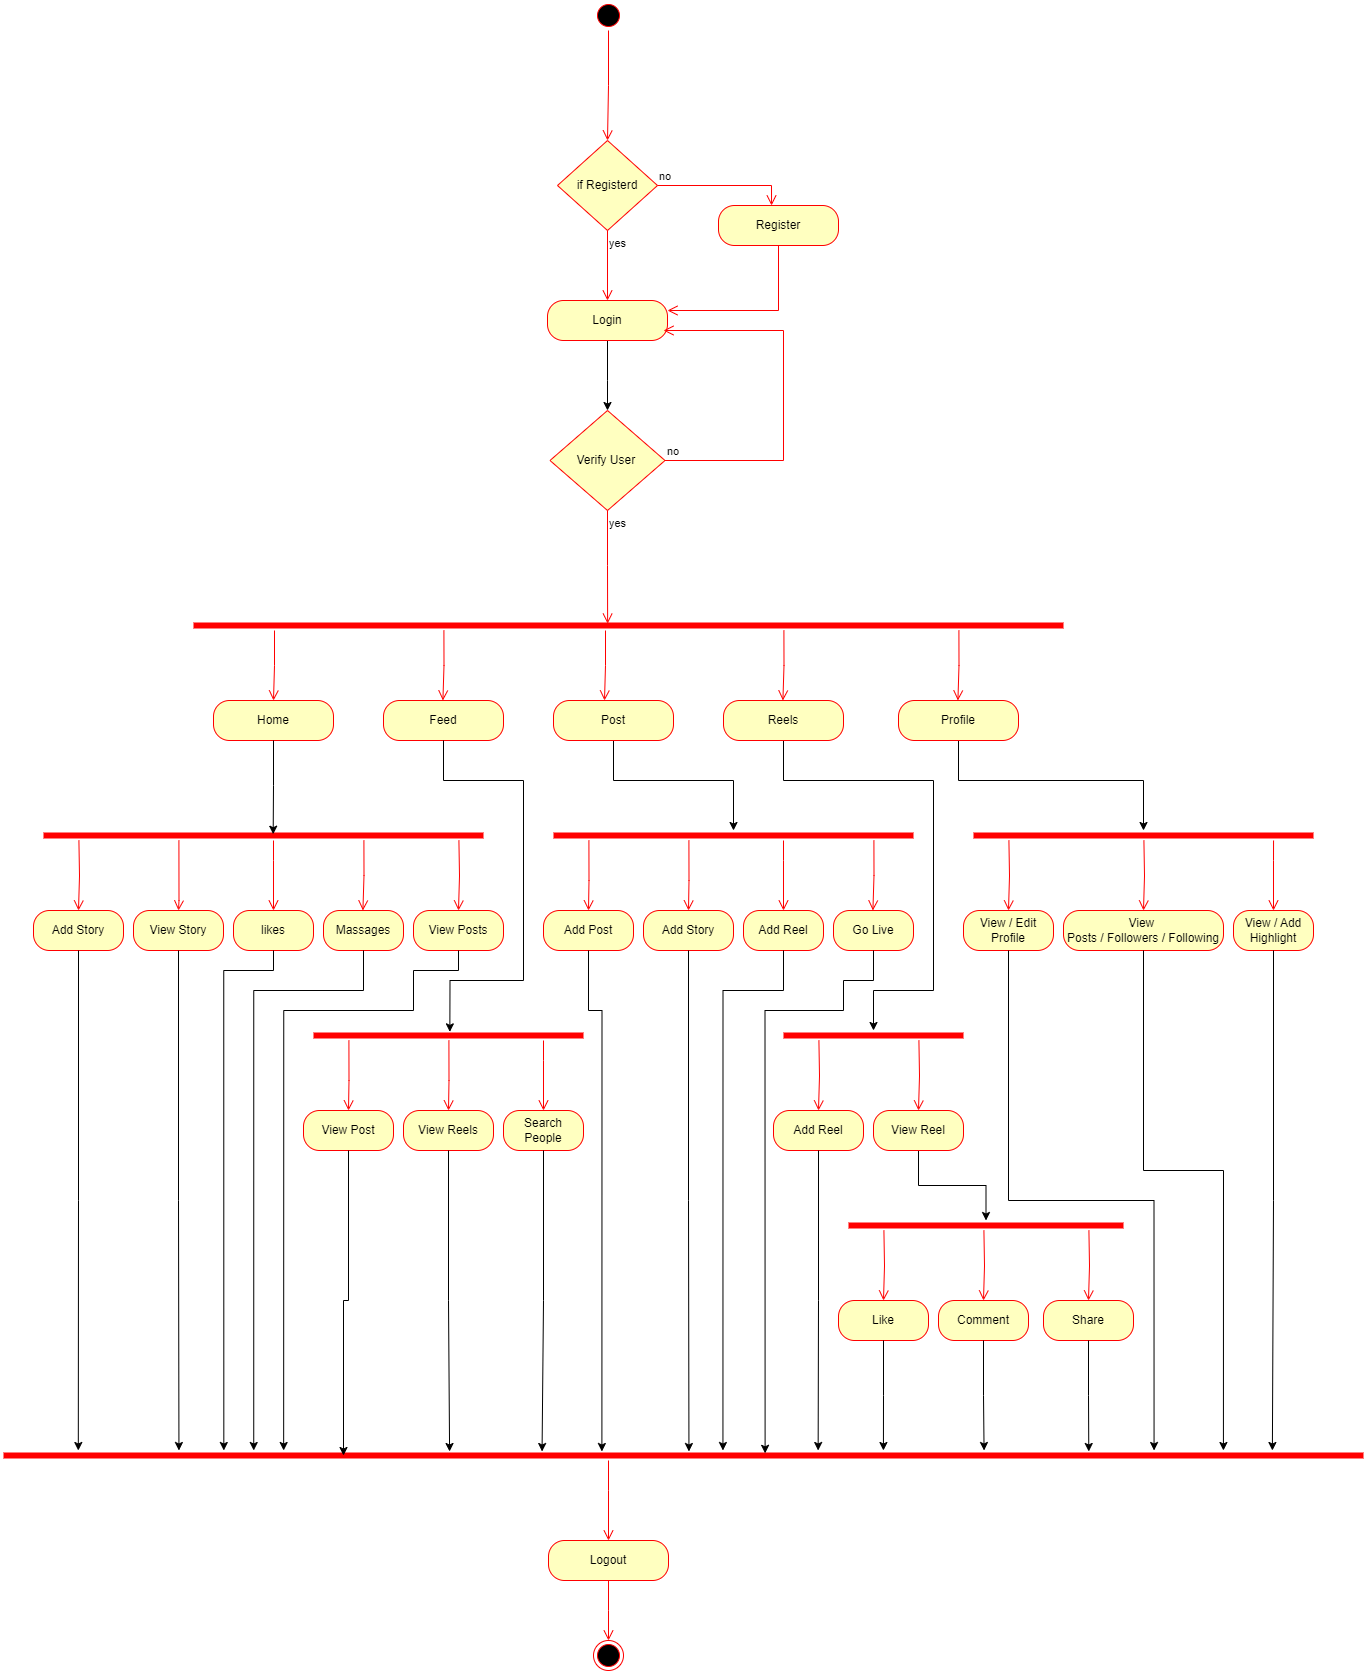 if Registerd
no
Register
yes
Login
Verify User
no
yes
Home
Feed
Post
Reels
Profile
Add Story
View Story
likes
Massages
View Posts
Add Post
Add Story
Add Reel
Go Live
View / Edit
Profile
View
Posts / Followers / Following
View / Add
Highlight
View Post
View Reels
Search
People
Add Reel
View Reel
Like
Comment
Share
Logout